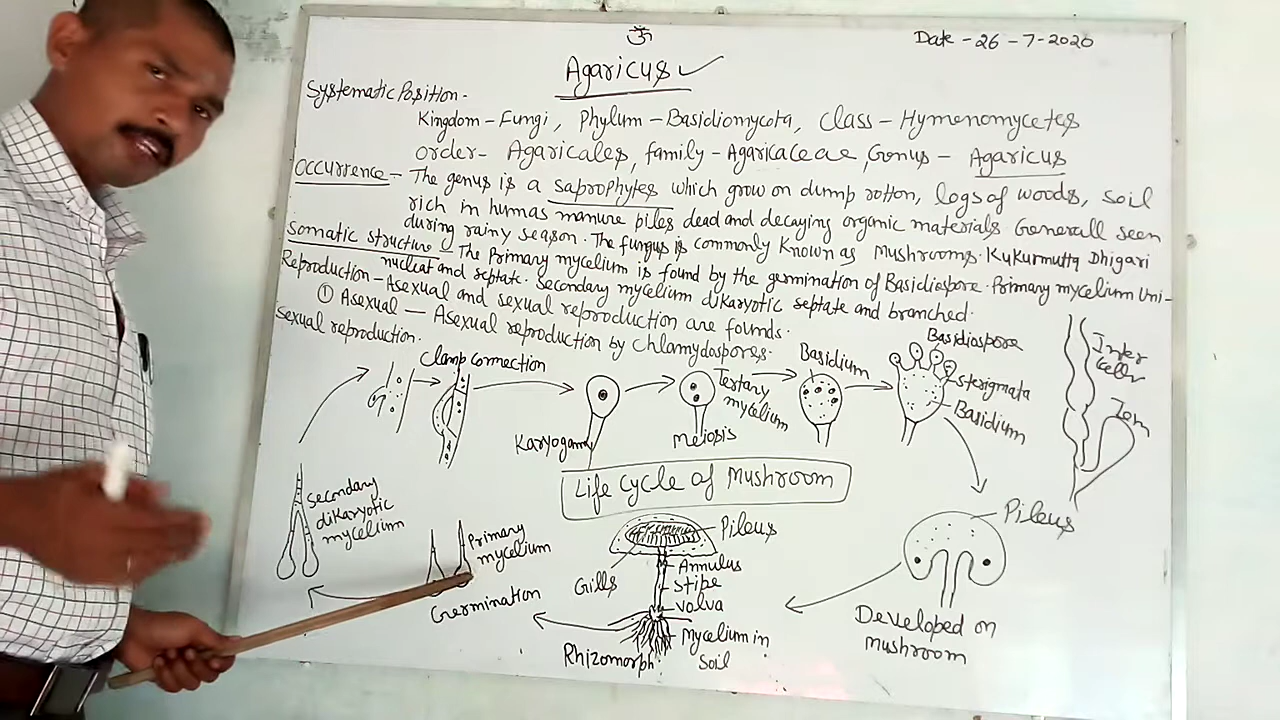 ॐ
Date - 26 - 7 - 2020
Agaricus
Systematic Position -
Kingdom - Fungi, Phylum - Basidiomycota, Class - Hymenomycetes
order - Agaricales, family - Agaricaceae, Genus - Agaricus
Occurrence - The genus is a saprophytes which grow on dump rotton, logs of woods, soil
rich in humas manure piles dead and decaying organic materials Generall seen
during rainy season. The fungus is commonly Known as Mushrooms. Kukurmutta Dhigari
Somatic structure - The Primary mycelium is found by the germination of Basidiospore. Primary mycelium Uni-
nucleat and septate. Secondary mycelium dikaryotic septate and branched.
Reproduction - Asexual and sexual reproduction are founds.
① Asexual — Asexual reproduction by Chlamydospores.
Sexual reproduction.
Clamp connection
Karyogamy
Meiosis
Tertary
mycelium
Basidium
Basidiospore
Sterigmata
Basidium
Inter
Secondary
dikaryotic
mycelium
Primary
mycelium
Germination
Life Cycle of Mushroom
Pileus
Gills
Annulus
Stipe
Volva
Mycelium in
Soil
Rhizomorph
Pileus
Developed on
mushroom